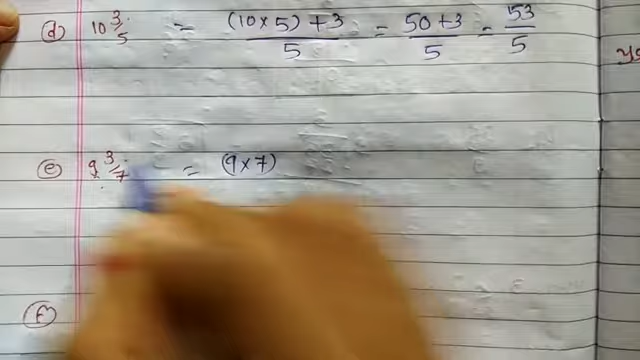 (d) 10 3/5 = (10 × 5) + 3 / 5 = 50 + 3 / 5 = 53 / 5
(e) 9 3/7 = (9 × 7)
(f)